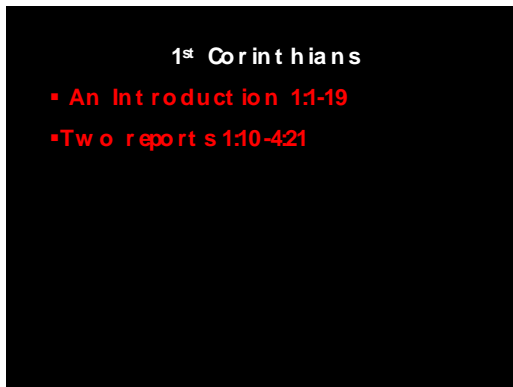 1st Corinthians
▪ An Introduction 1:1-19
▪Two reports 1:10-4:21